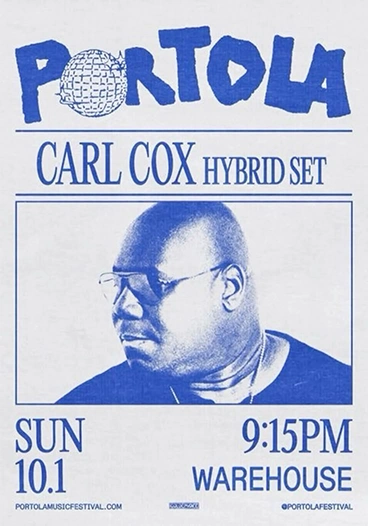 PORTOLA
CARL COX HYBRID SET
SUN 9:15PM
10.1 WAREHOUSE
PORTOLAMUSICFESTIVAL.COM @PORTOLAFESTIVAL